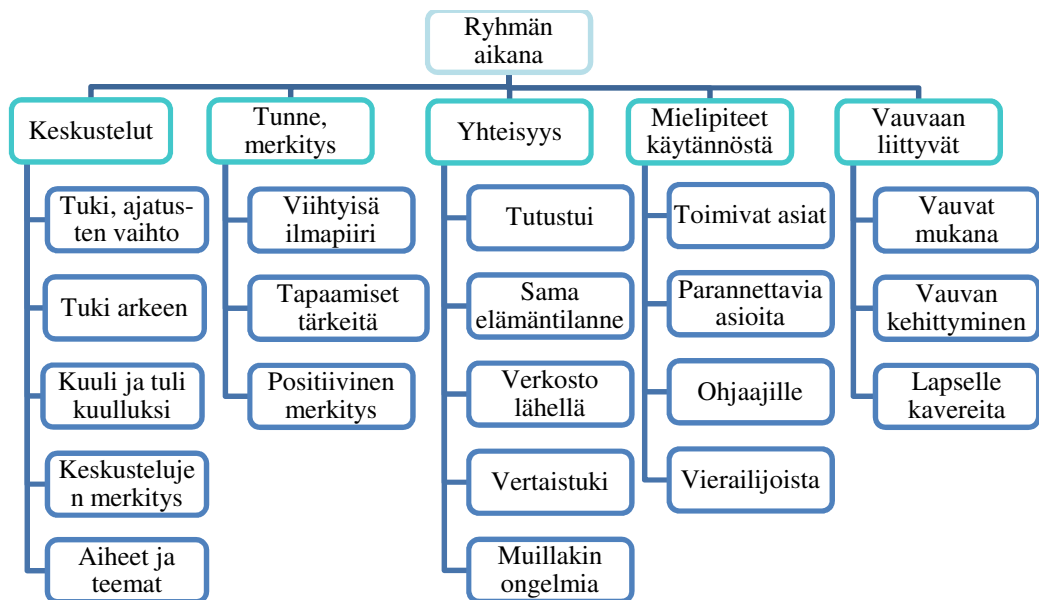 Ryhmän
aikana
Keskustelut
Tuki, ajatus-
ten vaihto
Tuki arkeen
Kuuli ja tuli
kuulluksi
Keskusteluje
n merkitys
Aiheet ja
teemat
Tunne,
merkitys
Viihtyisä
ilmapiiri
Tapaamiset
tärkeitä
Positiivinen
merkitys
Yhteisyys
Tutustui
Sama
elämäntilanne
Verkosto
lähellä
Vertaistuki
Muillakin
ongelmia
Mielipiteet
käytännöstä
Toimivat asiat
Parannettavia
asioita
Ohjaajille
Vierailijoista
Vauvaan
liittyvät
Vauvat
mukana
Vauvan
kehittyminen
Lapselle
kavereita